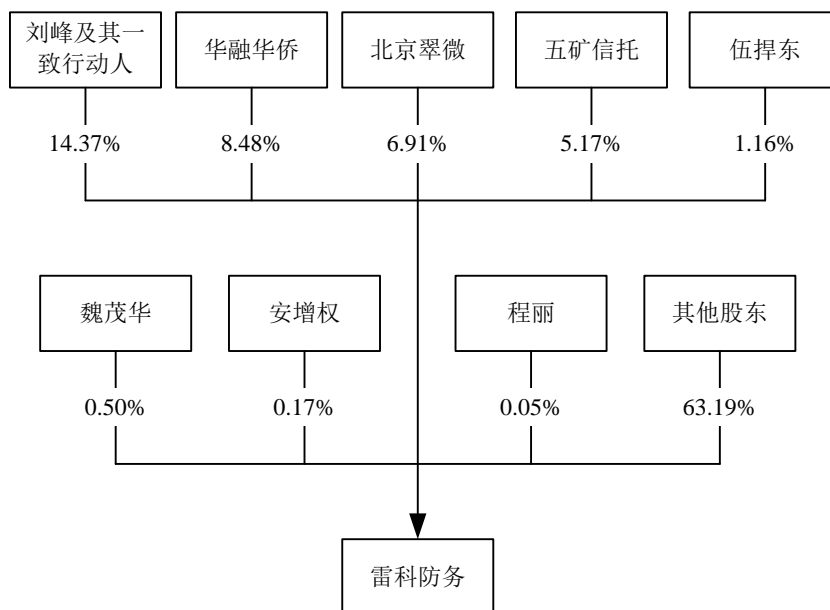 刘峰及其一
致行动人
华融华侨
北京翠微
五矿信托
伍捍东
14.37%
8.48%
6.91%
5.17%
1.16%
魏茂华
安增权
程丽
其他股东
0.50%
0.17%
0.05%
63.19%
雷科防务